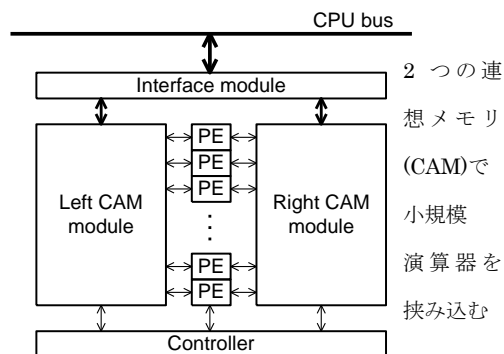 CPU bus
Interface module
Left CAM
module
PE
PE
PE
PE
PE
Right CAM
module
Controller
2 つの連
想メモリ
(CAM)で
小規模
演算器を
挟み込む